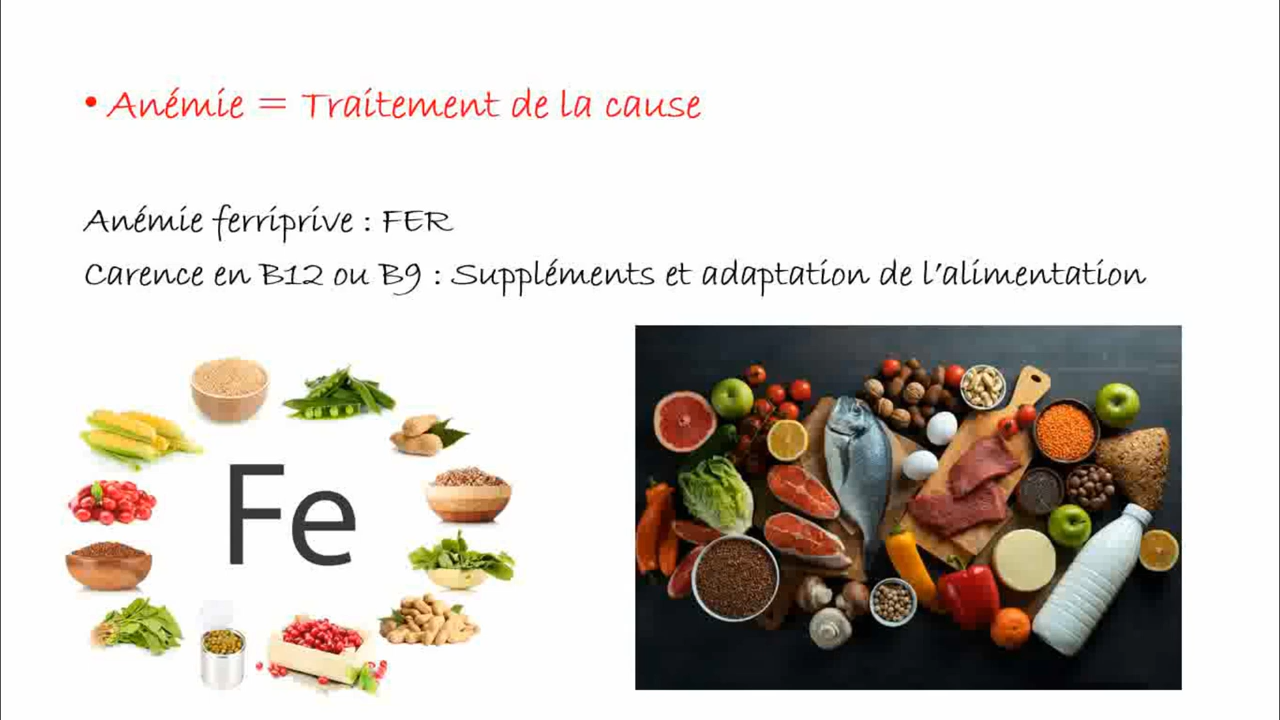 • Anémie = Traitement de la cause
Anémie ferriprive : FER
Carence en B12 ou B9 : Suppléments et adaptation de l'alimentation
Fe